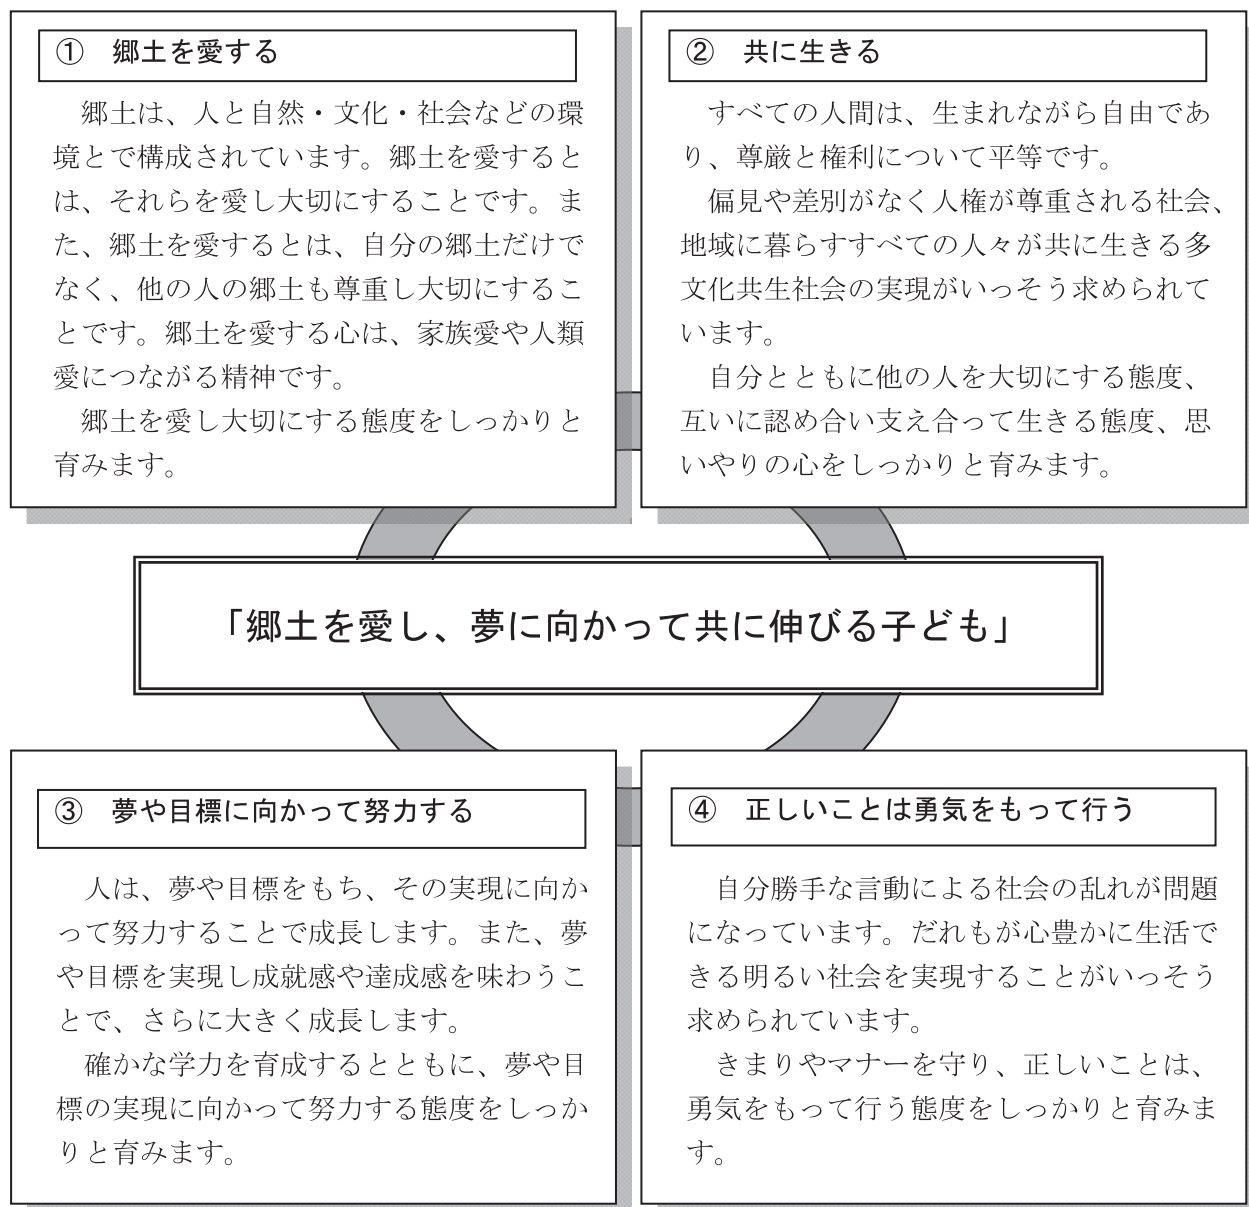 ① 郷土を愛する
郷土は、人と自然・文化・社会などの環
境とで構成されています。郷土を愛すると
は、それらを愛し大切にすることです。ま
た、郷土を愛するとは、自分の郷土だけで
なく、他の人の郷土も尊重し大切にするこ
とです。郷土を愛する心は、家族愛や人類
愛につながる精神です。
郷土を愛し大切にする態度をしっかりと
育みます。
② 共に生きる
すべての人間は、生まれながら自由であ
り、尊厳と権利について平等です。
偏見や差別がなく人権が尊重される社会、
地域に暮らすすべての人々が共に生きる多
文化共生社会の実現がいっそう求められて
います。
自分とともに他の人を大切にする態度、
互いに認め合い支え合って生きる態度、思
いやりの心をしっかりと育みます。
「郷土を愛し、夢に向かって共に伸びる子ども」
③ 夢や目標に向かって努力する
人は、夢や目標をもち、その実現に向か
って努力することで成長します。また、夢
や目標を実現し成就感や達成感を味わうこ
とで、さらに大きく成長します。
確かな学力を育成するとともに、夢や目
標の実現に向かって努力する態度をしっか
りと育みます。
④ 正しいことは勇気をもって行う
自分勝手な言動による社会の乱れが問題
になっています。だれもが心豊かに生活で
きる明るい社会を実現することがいっそう
求められています。
きまりやマナーを守り、正しいことは、
勇気をもって行う態度をしっかりと育みま
す。